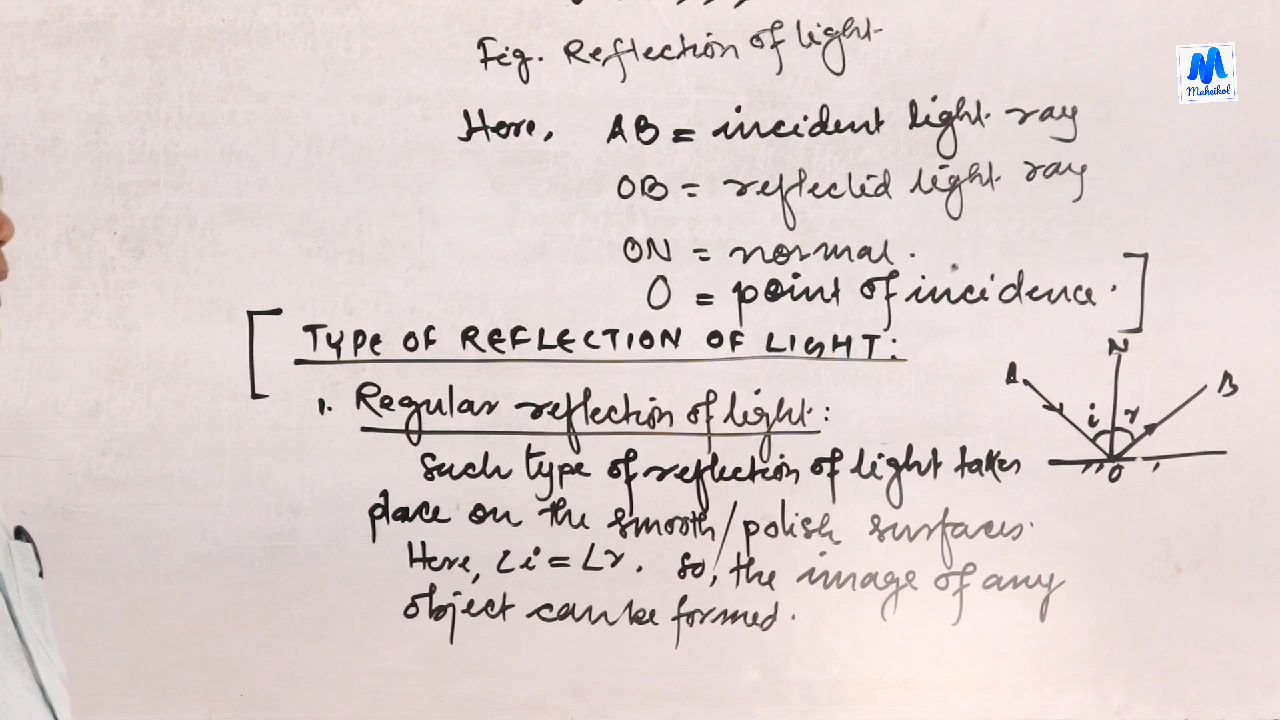 Fig. Reflection of light
M
Maheikol
Here, AB = incident light ray
OB = reflected light ray
ON = normal.
O = point of incidence.
TYPE OF REFLECTION OF LIGHT:
1. Regular reflection of light:
Such type of reflection of light takes
place on the smooth/polish surfaces.
Here, ∠i = ∠r. So, the image of any
object can be formed.
N
A
B
i
r
O